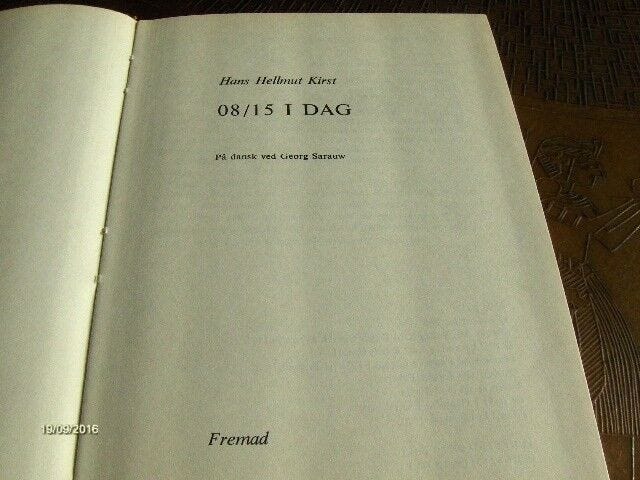 Hans Hellmut Kirst
08/15 I DAG
På dansk ved Georg Sarauw
Fremad
19/09/2016